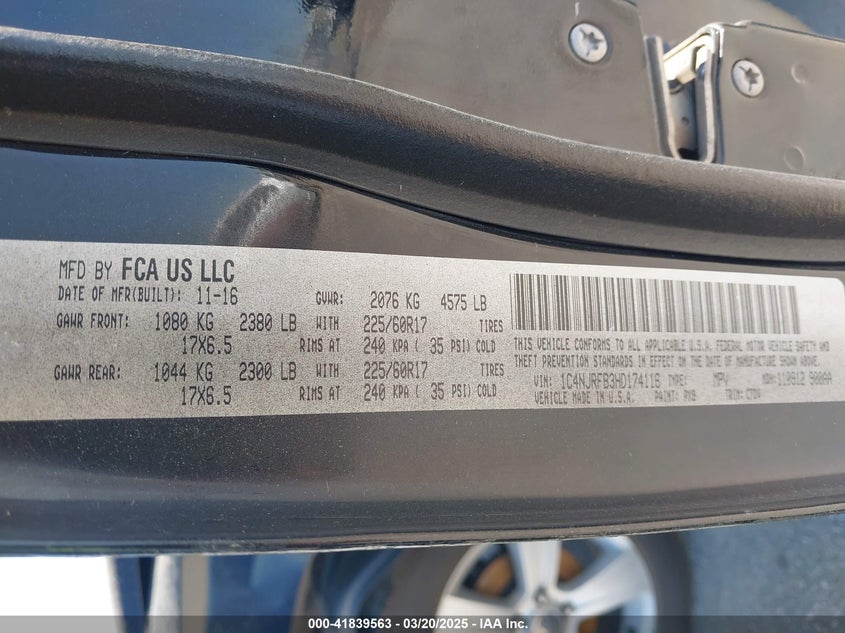 MFD BY FCA US LLC
DATE OF MFR(BUILT): 11-16 GVWR: 2076 KG 4575 LB
GAWR FRONT: 1080 KG 2380 LB WITH 225/60R17 TIRES
17X6.5 RIMS AT 240 KPA ( 35 PSI) COLD
GAWR REAR: 1044 KG 2300 LB WITH 225/60R17 TIRES
17X6.5 RIMS AT 240 KPA ( 35 PSI) COLD
THIS VEHICLE CONFORMS TO ALL APPLICABLE U.S.A. FEDERAL MOTOR VEHICLE SAFETY AND
THEFT PREVENTION STANDARDS IN EFFECT ON THE DATE OF MANUFACTURE SHOWN ABOVE.
VIN: 1C4NJRFB3HD174116 TYPE: MPV MDH:
VEHICLE MADE IN U.S.A. PAINT: TRIM:
000-41839563 — 03/20/2025 — IAA Inc.